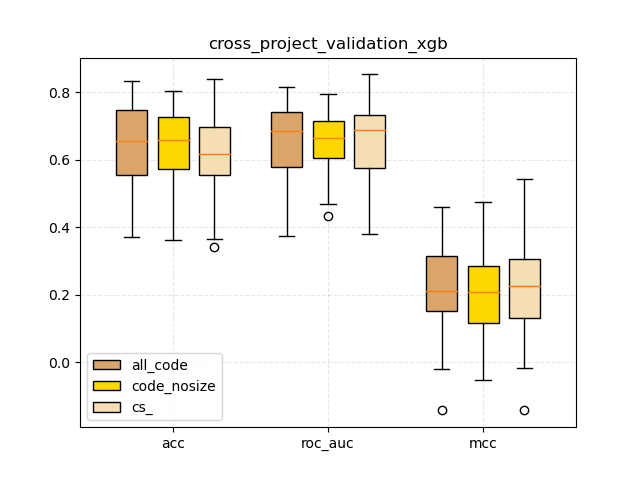 cross_project_validation_xgb
0.8
0.6
0.4
0.2
0.0
all_code
code_nosize
cs_
acc
roc_auc
mcc